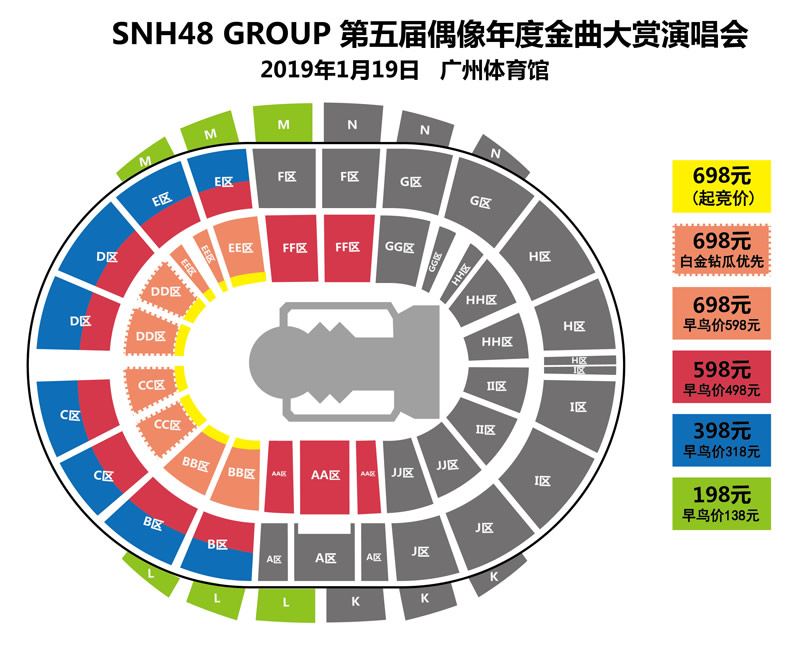 SNH48 GROUP 第五届偶像年度金曲大赏演唱会
2019年1月19日 广州体育馆
M
M
M
N
N
N
E区
E区
F区
F区
G区
G区
D区
D区
H区
H区
H区
I区
EE区
EE区
EE区
FF区
FF区
GG区
GG区
HH区
HH区
HH区
DD区
DD区
CC区
CC区
II区
II区
BB区
BB区
AA区
AA区
AA区
JJ区
JJ区
C区
C区
I区
I区
B区
B区
A区
A区
A区
J区
J区
L
L
L
K
K
K
698元
（起竞价）
698元
白金钻瓜优先
698元
早鸟价598元
598元
早鸟价498元
398元
早鸟价318元
198元
早鸟价138元